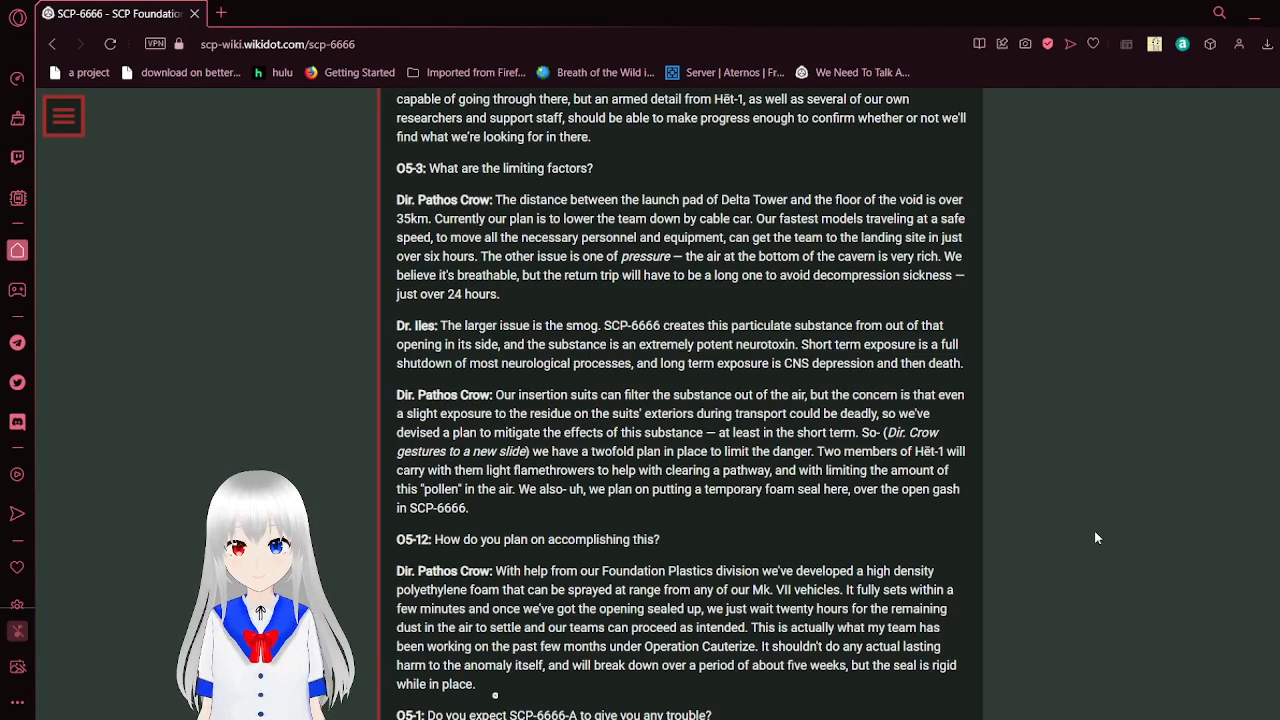 SCP-6666 - SCP Foundation
VPN
scp-wiki.wikidot.com/scp-6666
a project
download on better...
hulu
Getting Started
Imported from Firef...
Breath of the Wild i...
Server | Aternos | Fr...
We Need To Talk A...
capable of going through there, but an armed detail from Hēt-1, as well as several of our own
researchers and support staff, should be able to make progress enough to confirm whether or not we'll
find what we're looking for in there.
O5-3: What are the limiting factors?
Dir. Pathos Crow: The distance between the launch pad of Delta Tower and the floor of the void is over
35km. Currently our plan is to lower the team down by cable car. Our fastest models traveling at a safe
speed, to move all the necessary personnel and equipment, can get the team to the landing site in just
over six hours. The other issue is one of pressure — the air at the bottom of the cavern is very rich. We
believe it's breathable, but the return trip will have to be a long one to avoid decompression sickness —
just over 24 hours.
Dr. Iles: The larger issue is the smog. SCP-6666 creates this particulate substance from out of that
opening in its side, and the substance is an extremely potent neurotoxin. Short term exposure is a full
shutdown of most neurological processes, and long term exposure is CNS depression and then death.
Dir. Pathos Crow: Our insertion suits can filter the substance out of the air, but the concern is that even
a slight exposure to the residue on the suits' exteriors during transport could be deadly, so we've
devised a plan to mitigate the effects of this substance — at least in the short term. So- (Dir. Crow
gestures to a new slide) we have a twofold plan in place to limit the danger. Two members of Hēt-1 will
carry with them light flamethrowers to help with clearing a pathway, and with limiting the amount of
this "pollen" in the air. We also- uh, we plan on putting a temporary foam seal here, over the open gash
in SCP-6666.
O5-12: How do you plan on accomplishing this?
Dir. Pathos Crow: With help from our Foundation Plastics division we've developed a high density
polyethylene foam that can be sprayed at range from any of our Mk. VII vehicles. It fully sets within a
few minutes and once we've got the opening sealed up, we just wait twenty hours for the remaining
dust in the air to settle and our teams can proceed as intended. This is actually what my team has
been working on the past few months under Operation Cauterize. It shouldn't do any actual lasting
harm to the anomaly itself, and will break down over a period of about five weeks, but the seal is rigid
while in place.
O5-1: Do you expect SCP-6666-A to give you any trouble?